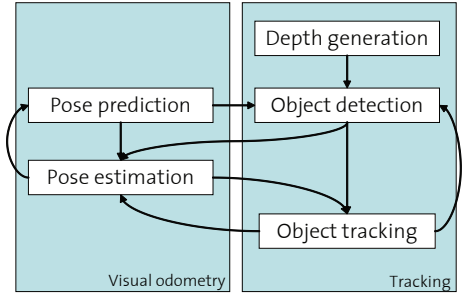 Depth generation
Pose prediction
Object detection
Pose estimation
Object tracking
Visual odometry
Tracking